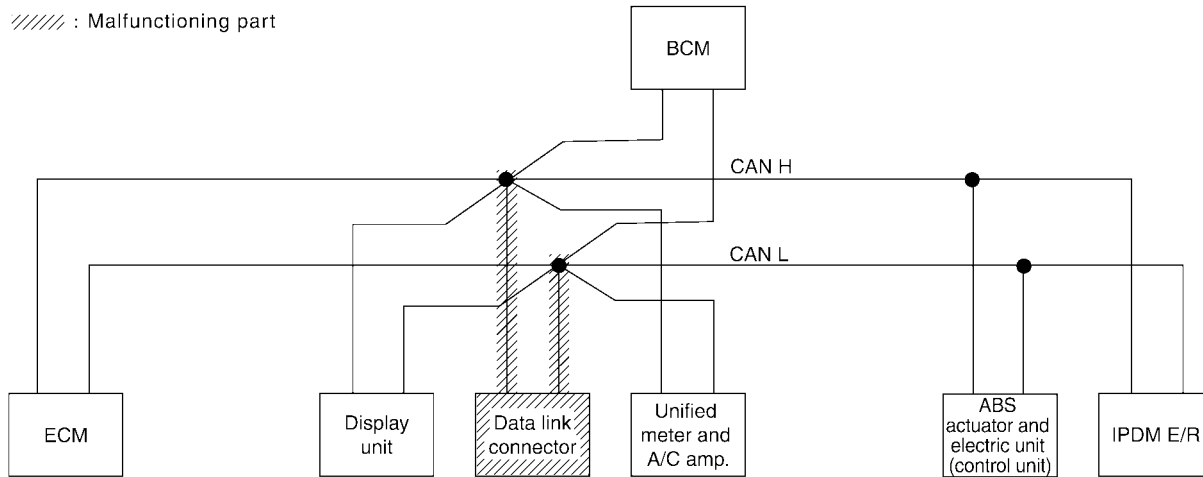 : Malfunctioning part
BCM
CAN H
CAN L
ECM
Display
unit
Data link
connector
Unified
meter and
A/C amp.
ABS
actuator and
electric unit
(control unit)
IPDM E/R